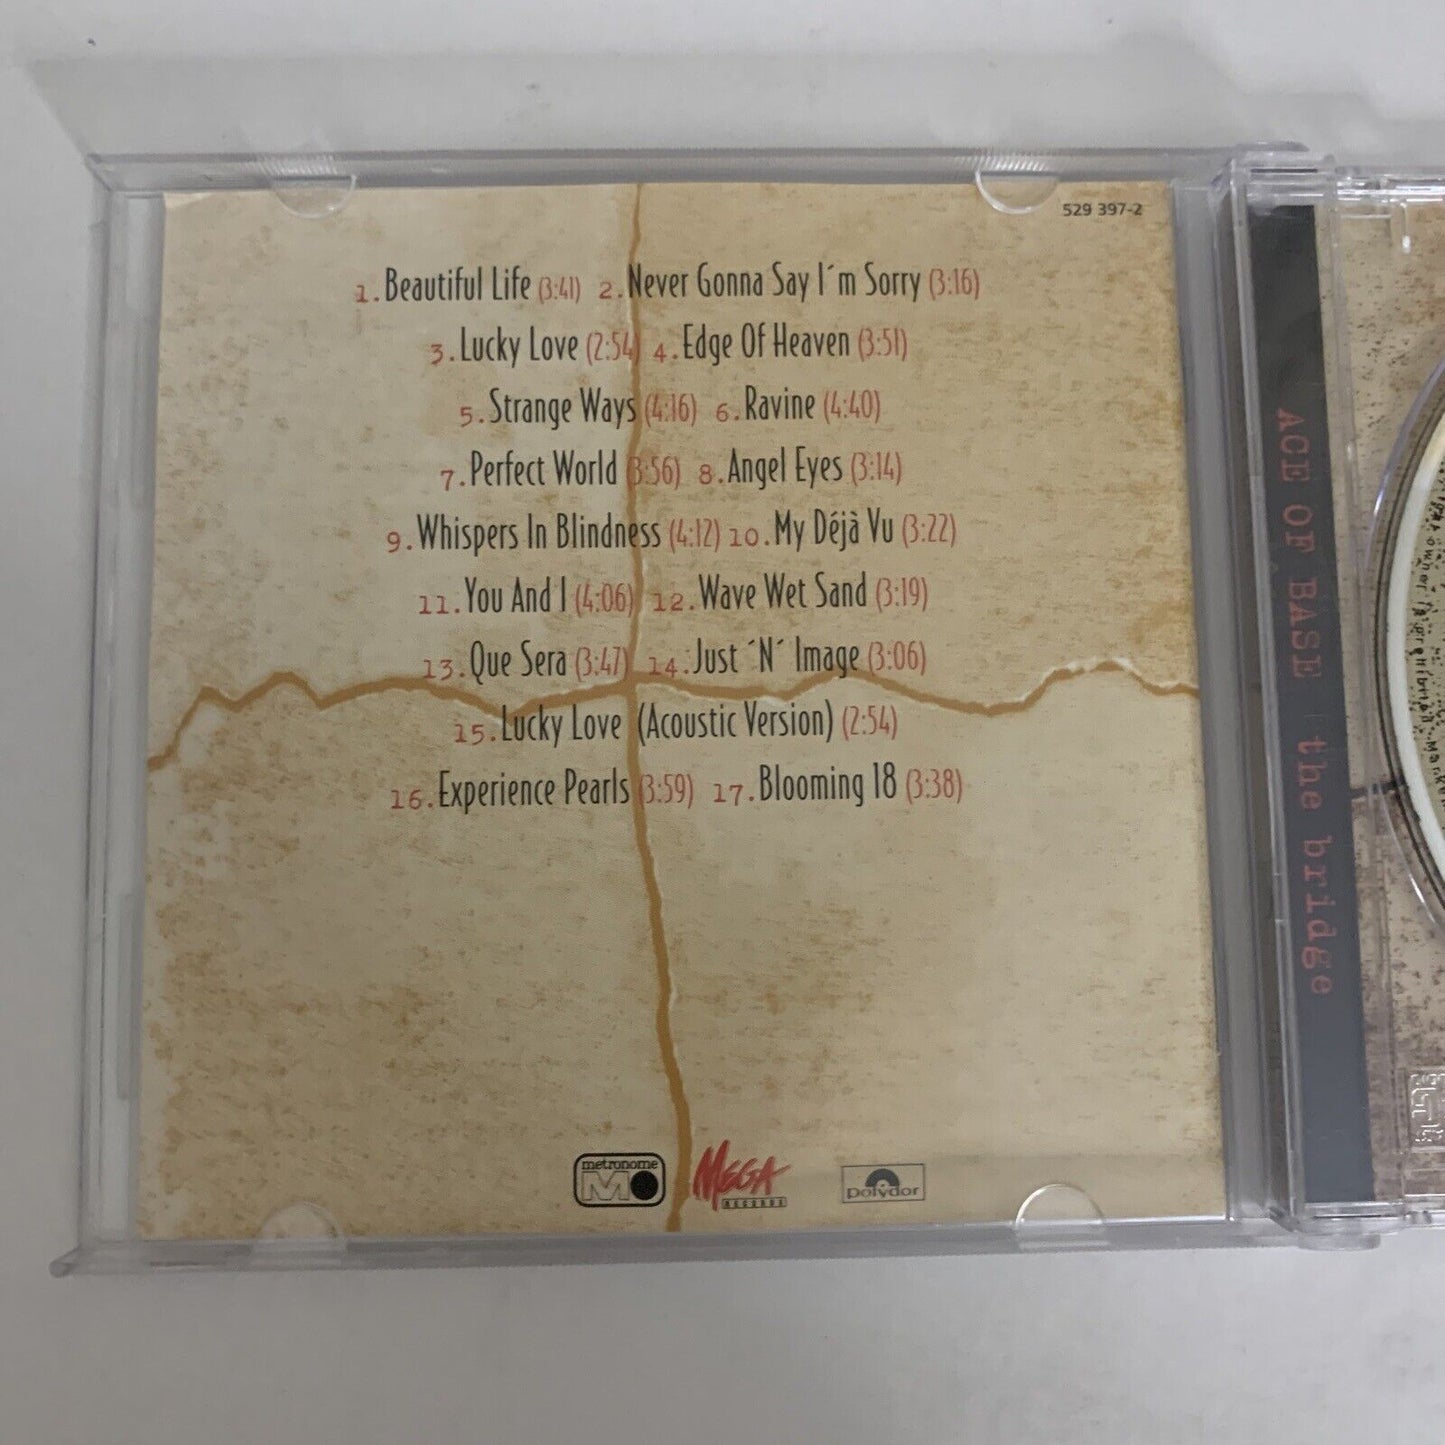 529 397-2
1.Beautiful Life (3:41) 2.Never Gonna Say I´m Sorry (3:16)
3.Lucky Love (2:54) 4.Edge Of Heaven (3:51)
5.Strange Ways (4:16) 6.Ravine (4:40)
7.Perfect World (3:56) 8.Angel Eyes (3:14)
9.Whispers In Blindness (4:12) 10.My Déjà Vu (3:22)
11.You And I (4:06) 12.Wave Wet Sand (3:19)
13.Que Sera (3:47) 14.Just ´N´ Image (3:06)
15.Lucky Love (Acoustic Version) (2:54)
16.Experience Pearls (3:59) 17.Blooming 18 (3:38)
metronome
MEGA
RECORDS
polydor
ACE OF BASE the bridge